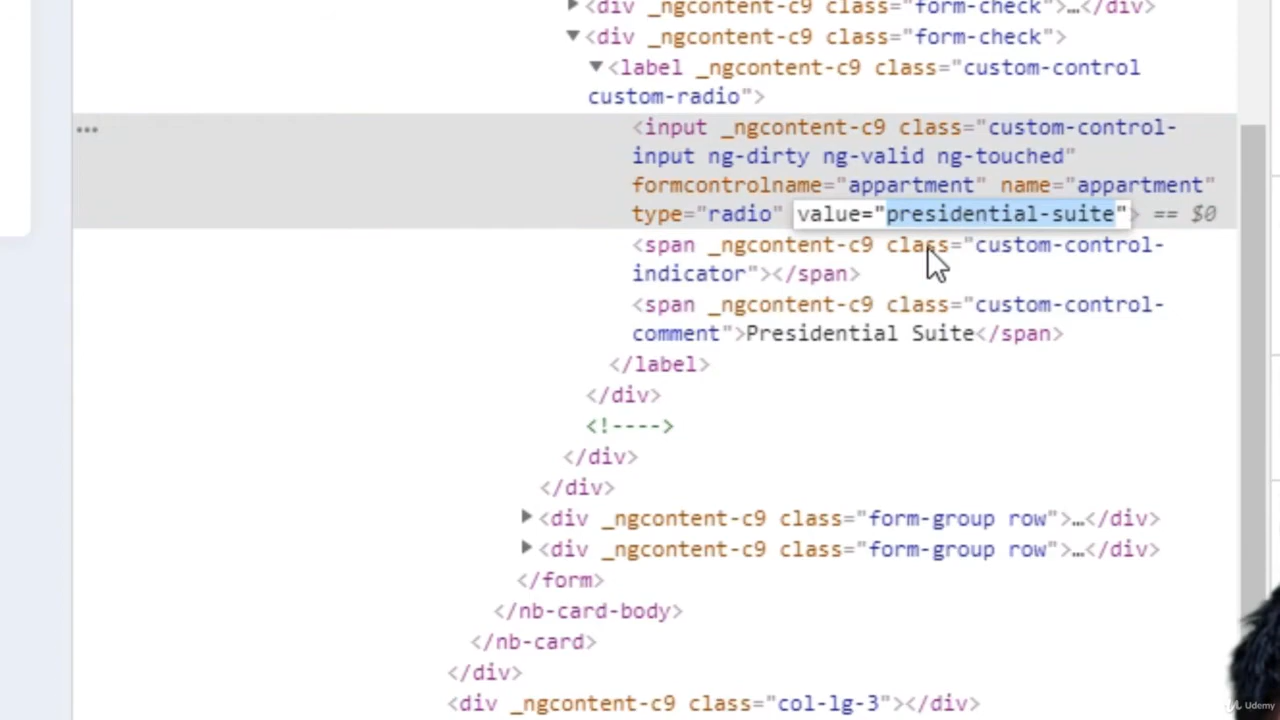 ▶<div _ngcontent-c9 class="form-check">…</div>
▼<div _ngcontent-c9 class="form-check">
▼<label _ngcontent-c9 class="custom-control
custom-radio">
<input _ngcontent-c9 class="custom-control-
input ng-dirty ng-valid ng-touched"
formcontrolname="appartment" name="appartment"
type="radio" value="presidential-suite"> == $0
<span _ngcontent-c9 class="custom-control-
indicator"></span>
<span _ngcontent-c9 class="custom-control-
comment">Presidential Suite</span>
</label>
</div>
<!---->
</div>
</div>
▶<div _ngcontent-c9 class="form-group row">…</div>
▶<div _ngcontent-c9 class="form-group row">…</div>
</form>
</nb-card-body>
</nb-card>
</div>
<div _ngcontent-c9 class="col-lg-3"></div>
Udemy